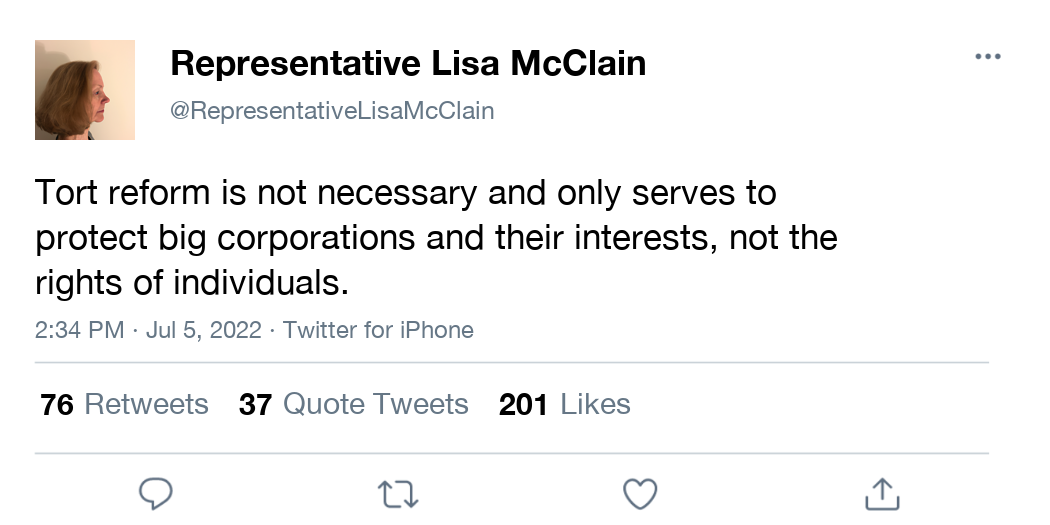 Representative Lisa McClain
@RepresentativeLisaMcClain
Tort reform is not necessary and only serves to
protect big corporations and their interests, not the
rights of individuals.
2:34 PM · Jul 5, 2022 · Twitter for iPhone
76 Retweets 37 Quote Tweets 201 Likes